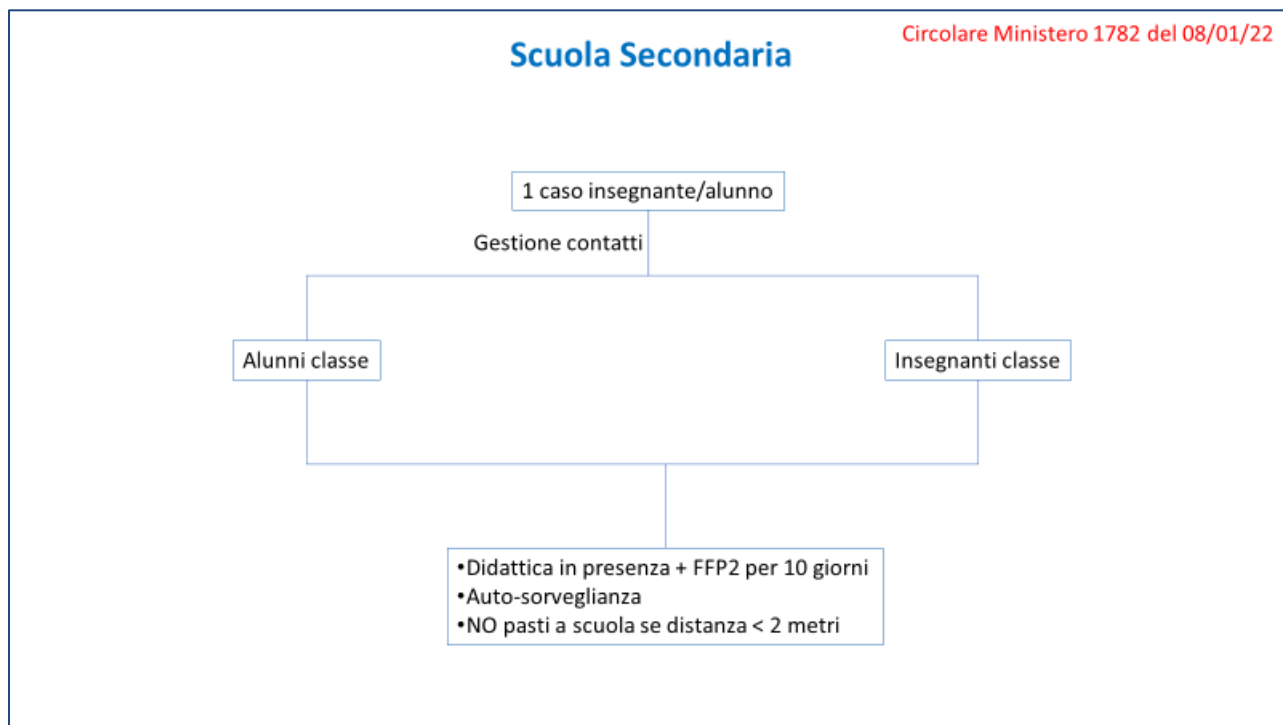 Circolare Ministero 1782 del 08/01/22
Scuola Secondaria
1 caso insegnante/alunno
Gestione contatti
Alunni classe
Insegnanti classe
•Didattica in presenza + FFP2 per 10 giorni
•Auto-sorveglianza
•NO pasti a scuola se distanza < 2 metri